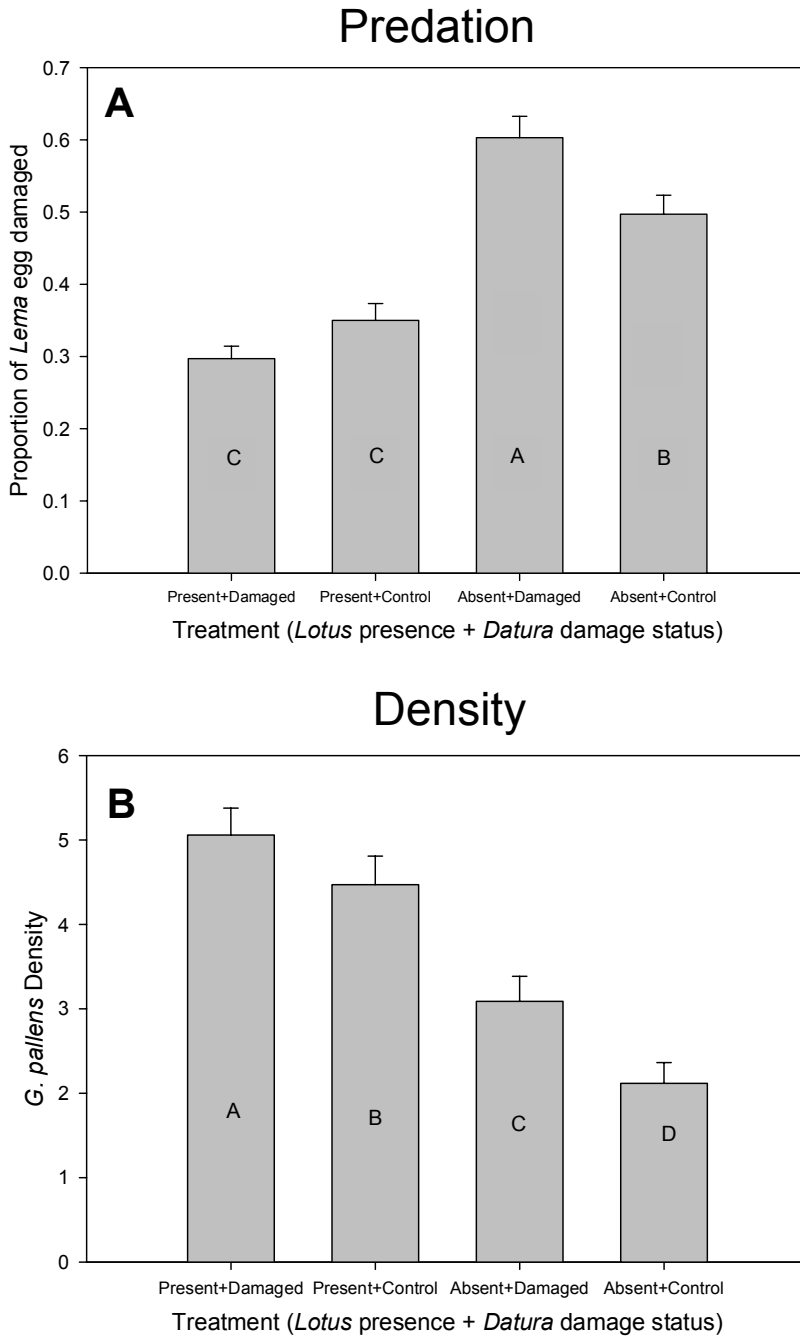 Predation
A
Proportion of Lema egg damaged
0.7
0.6
0.5
0.4
0.3
0.2
0.1
0.0
C
C
A
B
Present+Damaged Present+Control Absent+Damaged Absent+Control
Treatment (Lotus presence + Datura damage status)
Density
B
G. pallens Density
6
5
4
3
2
1
0
A
B
C
D
Present+Damaged Present+Control Absent+Damaged Absent+Control
Treatment (Lotus presence + Datura damage status)